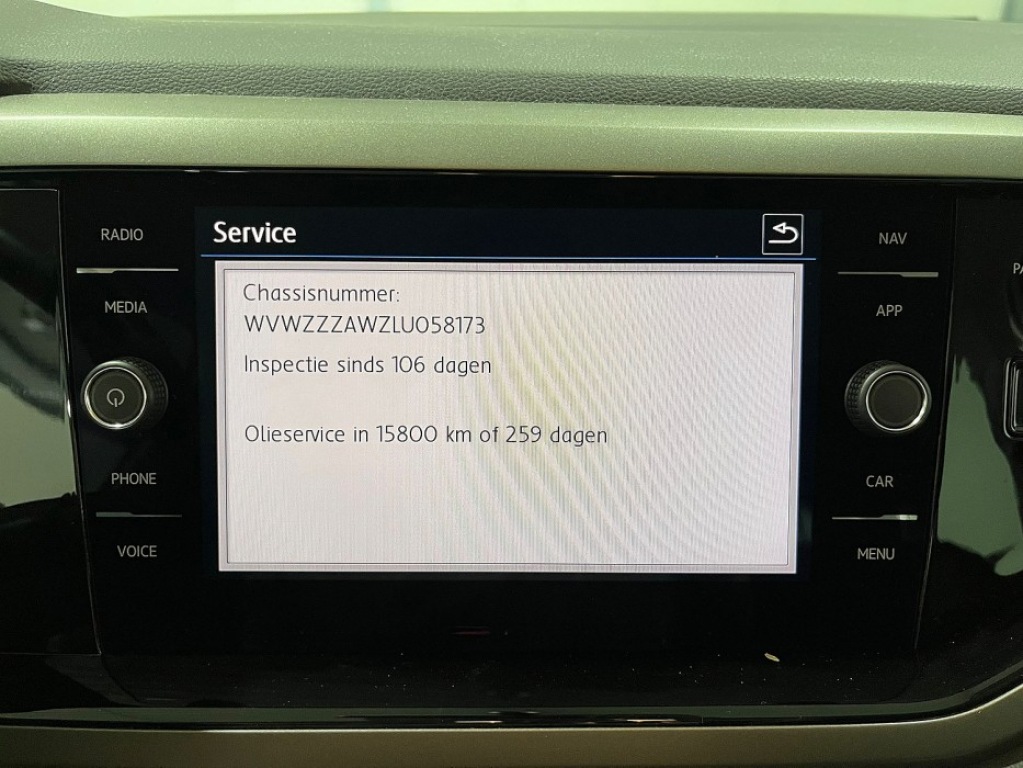 Service
RADIO
MEDIA
PHONE
VOICE
Chassisnummer:
WVWZZZAWZLU058173
Inspectie sinds 106 dagen
Olieservice in 15800 km of 259 dagen
NAV
APP
CAR
MENU